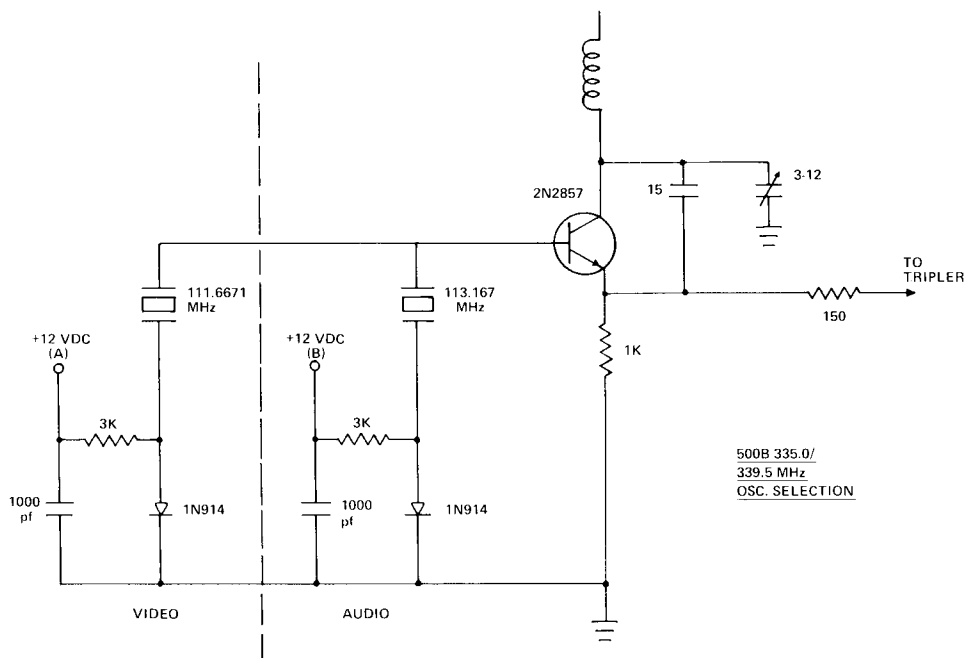 2N2857
15
3-12
111.6671
MHz
113.167
MHz
TO
TRIPLER
150
+12 VDC
(A)
+12 VDC
(B)
1K
3K
3K
500B 335.0/
339.5 MHz
OSC. SELECTION
1000
pf
1N914
1000
pf
1N914
VIDEO
AUDIO